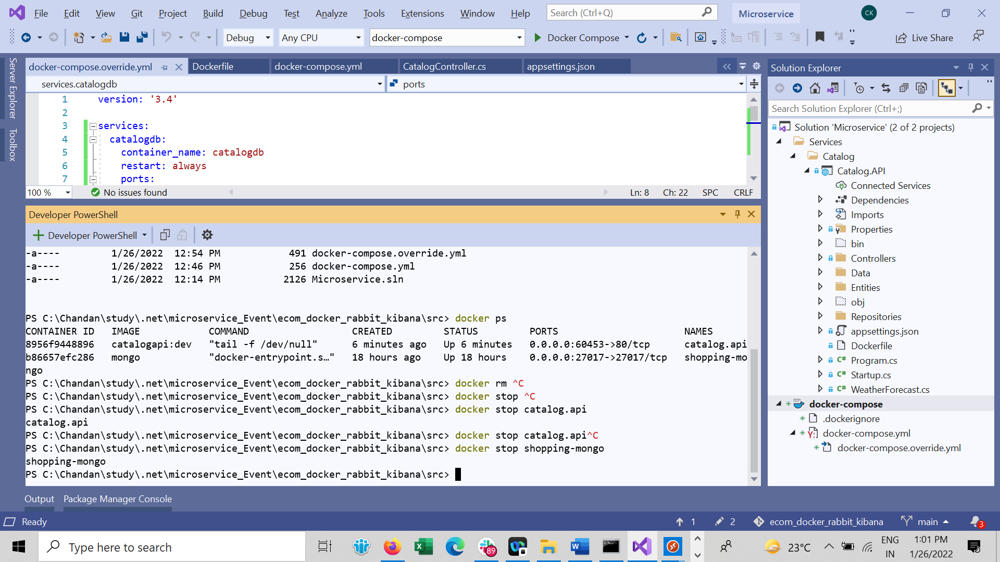 File Edit View Git Project Build Debug Test Analyze Tools Extensions Window Help Search (Ctrl+Q) Microservice CK
Debug Any CPU docker-compose Docker Compose Live Share
Server Explorer
Toolbox
docker-compose.override.yml Dockerfile docker-compose.yml CatalogController.cs appsettings.json
services.catalogdb ports
1 version: '3.4'
2
3 services:
4 catalogdb:
5 container_name: catalogdb
6 restart: always
7 ports:
100 % No issues found Ln: 8 Ch: 22 SPC CRLF
Developer PowerShell
Developer PowerShell
-a---- 1/26/2022 12:54 PM 491 docker-compose.override.yml
-a---- 1/26/2022 12:46 PM 256 docker-compose.yml
-a---- 1/26/2022 12:14 PM 2126 Microservice.sln
PS C:\Chandan\study\.net\microservice_Event\ecom_docker_rabbit_kibana\src> docker ps
CONTAINER ID IMAGE COMMAND CREATED STATUS PORTS NAMES
8956f9448896 catalogapi:dev "tail -f /dev/null" 6 minutes ago Up 6 minutes 0.0.0.0:60453->80/tcp catalog.api
b86657efc286 mongo "docker-entrypoint.s…" 18 hours ago Up 18 hours 0.0.0.0:27017->27017/tcp shopping-mo
ngo
PS C:\Chandan\study\.net\microservice_Event\ecom_docker_rabbit_kibana\src> docker rm ^C
PS C:\Chandan\study\.net\microservice_Event\ecom_docker_rabbit_kibana\src> docker stop ^C
PS C:\Chandan\study\.net\microservice_Event\ecom_docker_rabbit_kibana\src> docker stop catalog.api
catalog.api
PS C:\Chandan\study\.net\microservice_Event\ecom_docker_rabbit_kibana\src> docker stop catalog.api^C
PS C:\Chandan\study\.net\microservice_Event\ecom_docker_rabbit_kibana\src> docker stop shopping-mongo
shopping-mongo
PS C:\Chandan\study\.net\microservice_Event\ecom_docker_rabbit_kibana\src>
Output Package Manager Console
Solution Explorer
Search Solution Explorer (Ctrl+;)
Solution 'Microservice' (2 of 2 projects)
Services
Catalog
Catalog.API
Connected Services
Dependencies
Imports
Properties
bin
Controllers
Data
Entities
obj
Repositories
appsettings.json
Dockerfile
C# Program.cs
C# Startup.cs
C# WeatherForecast.cs
docker-compose
.dockerignore
Y: docker-compose.yml
docker-compose.override.yml
Ready 1 2 ecom_docker_rabbit_kibana main 3
Type here to search 89 23°C ENG 1:01 PM
IN 1/26/2022